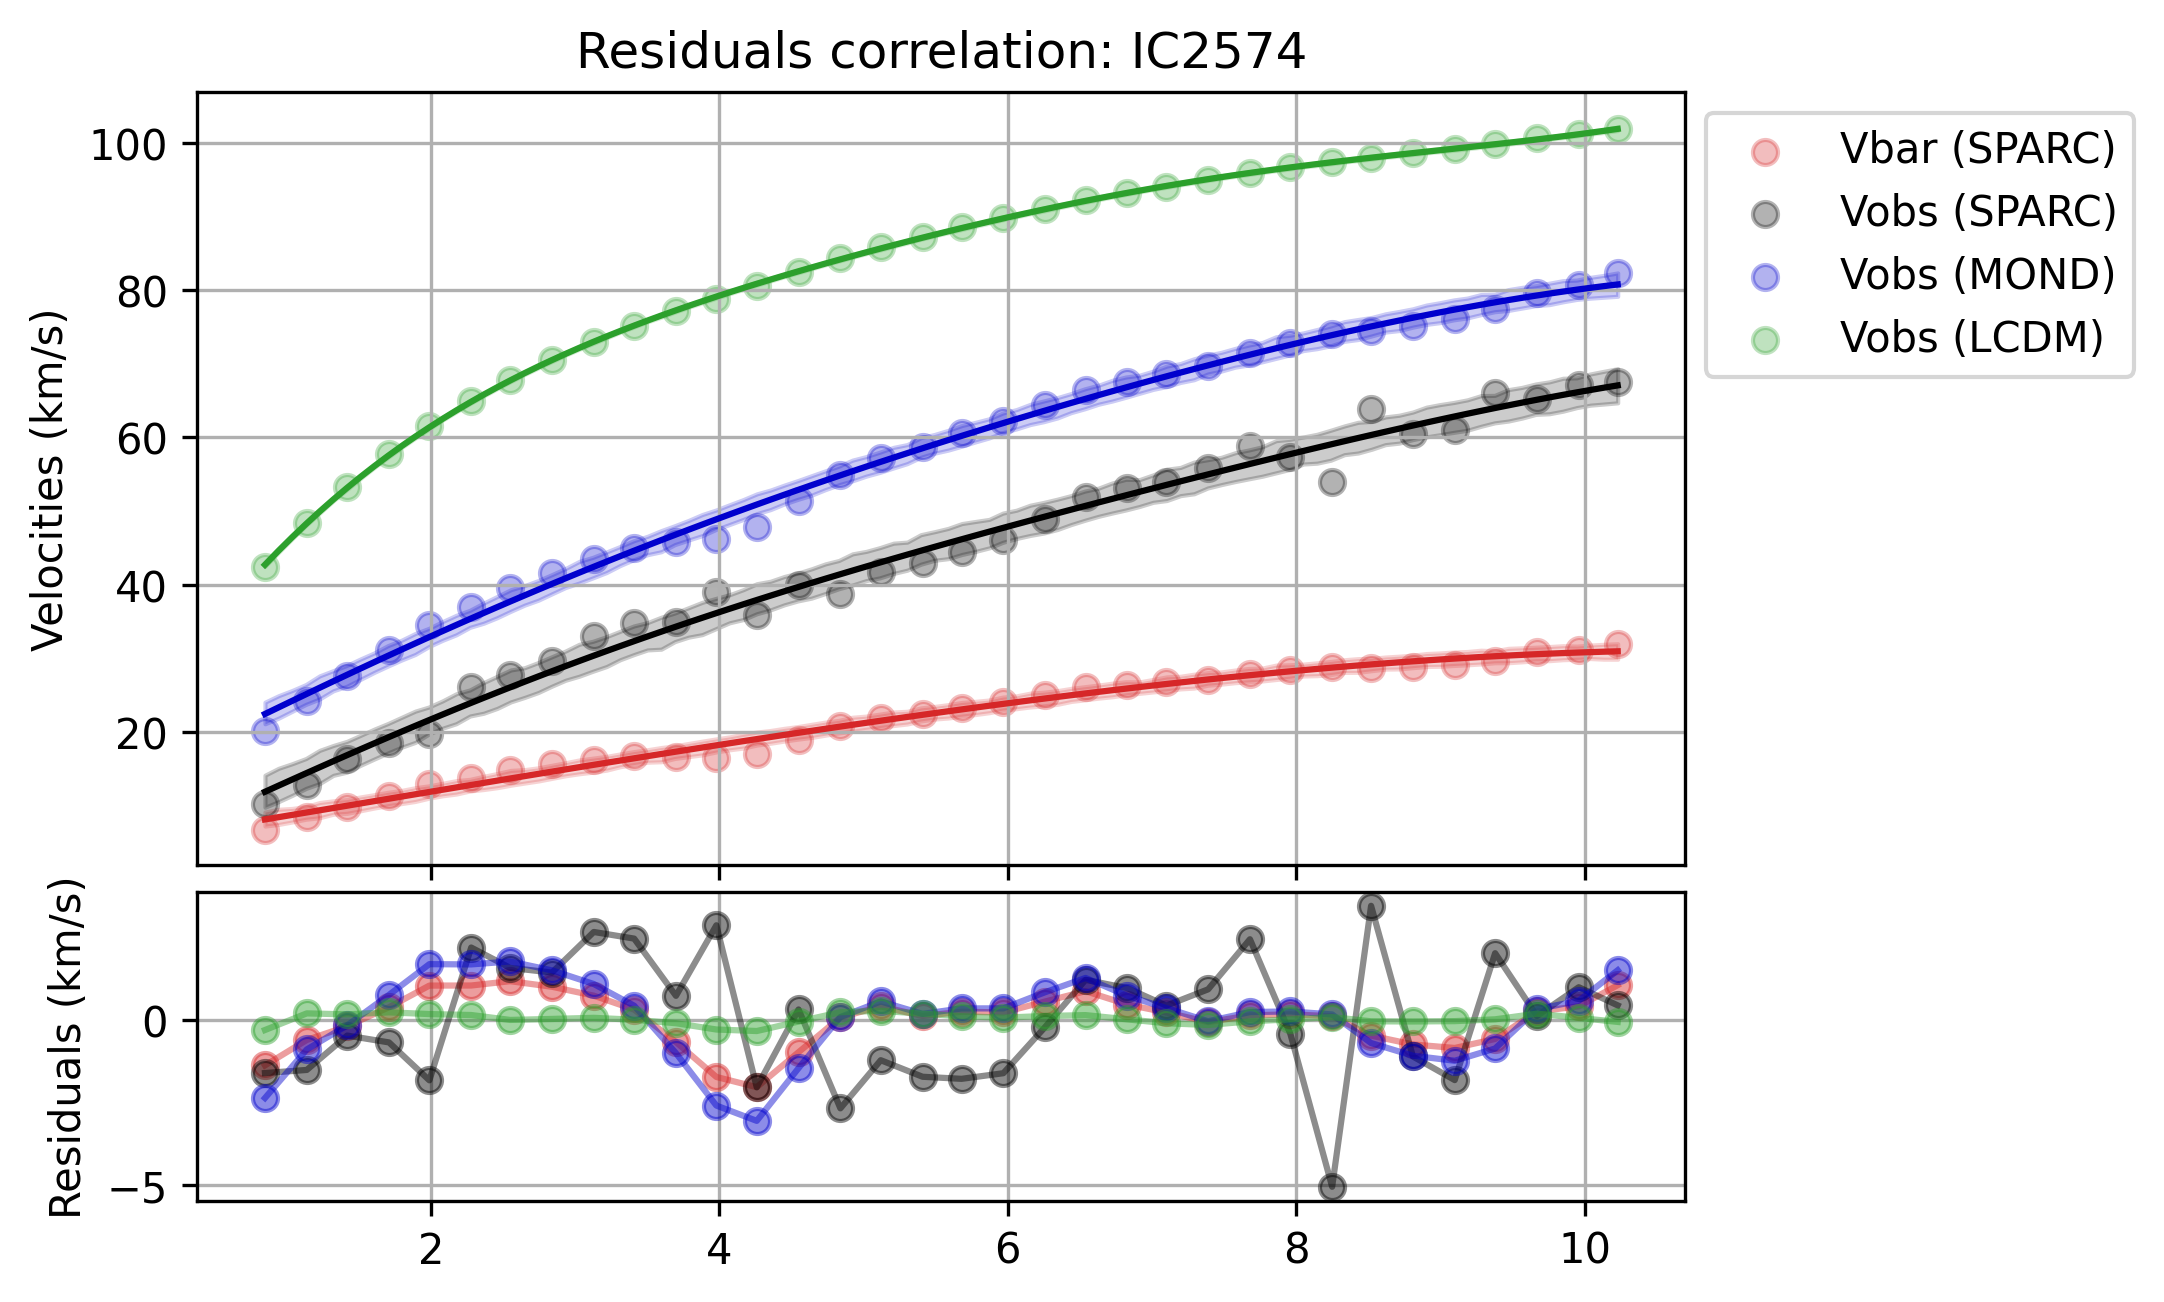 Residuals correlation: IC2574
Velocities (km/s)
100
80
60
40
20
Vbar (SPARC)
Vobs (SPARC)
Vobs (MOND)
Vobs (LCDM)
Residuals (km/s)
0
−5
2
4
6
8
10